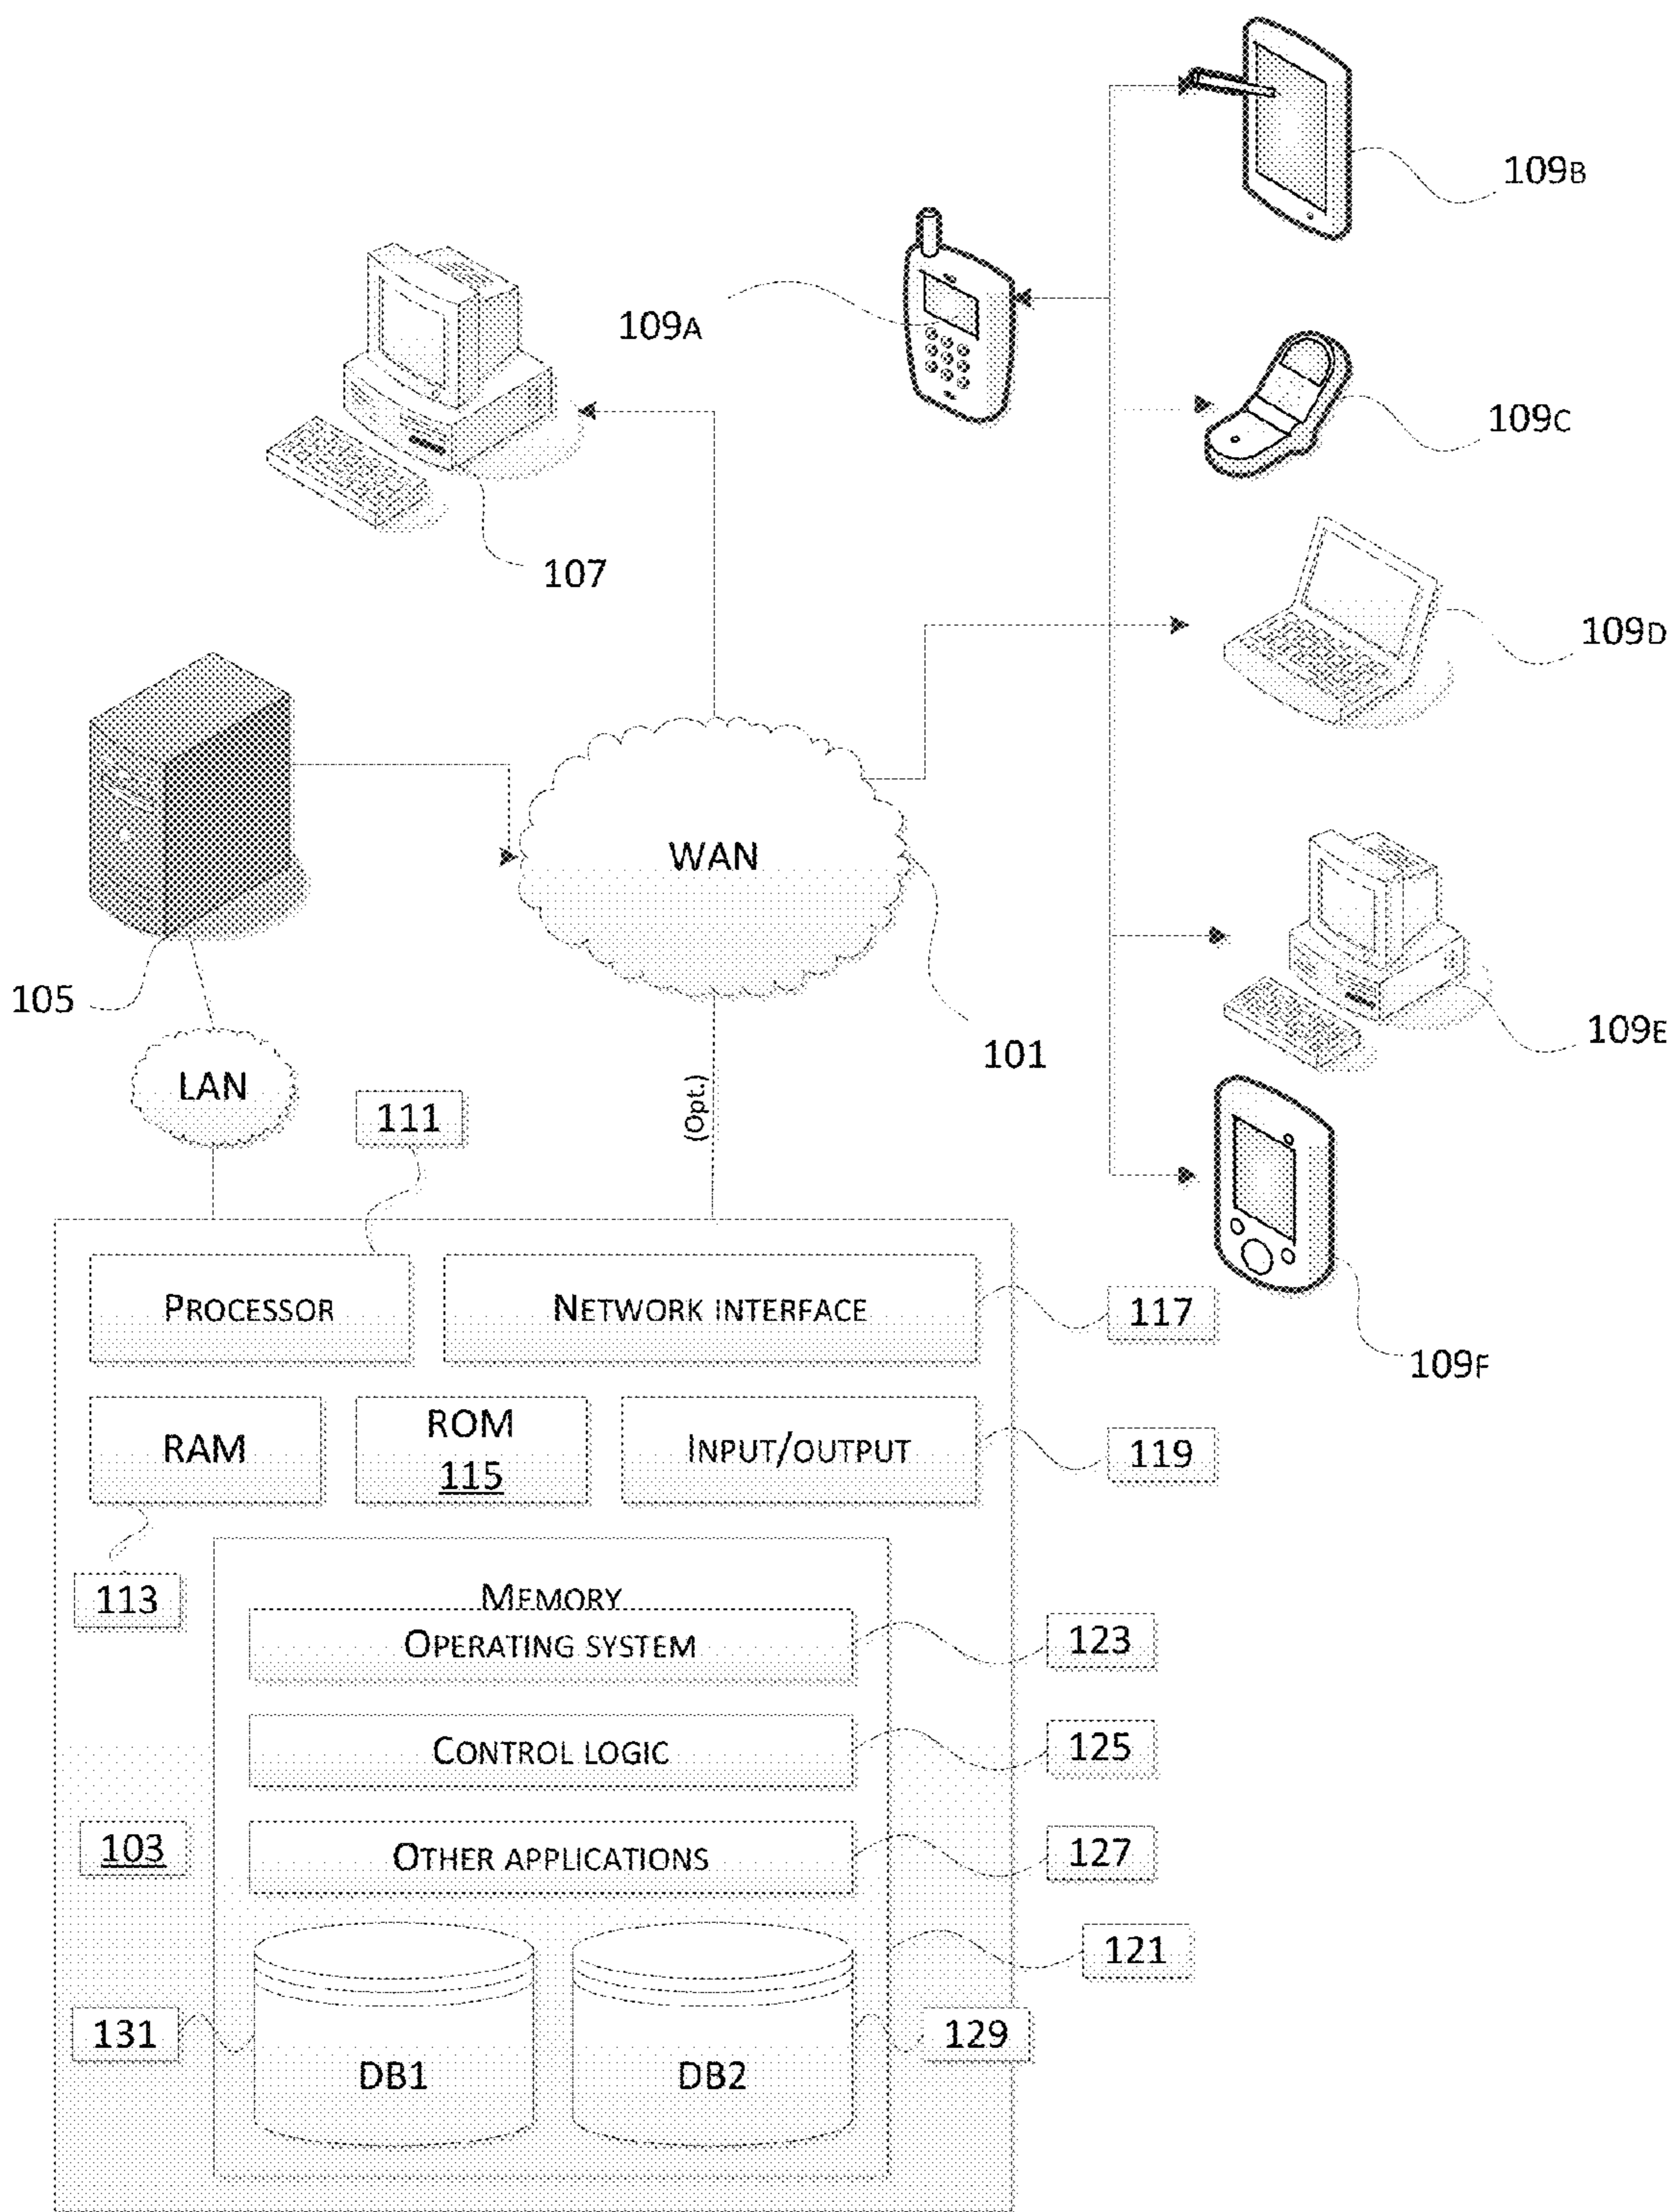 109B
109A
109C
107
109D
WAN
105
101
109E
LAN
111
(Opt.)
PROCESSOR
NETWORK INTERFACE
117
109F
RAM
ROM
115
INPUT/OUTPUT
119
113
MEMORY
OPERATING SYSTEM
123
CONTROL LOGIC
125
103
OTHER APPLICATIONS
127
121
131
129
DB1
DB2